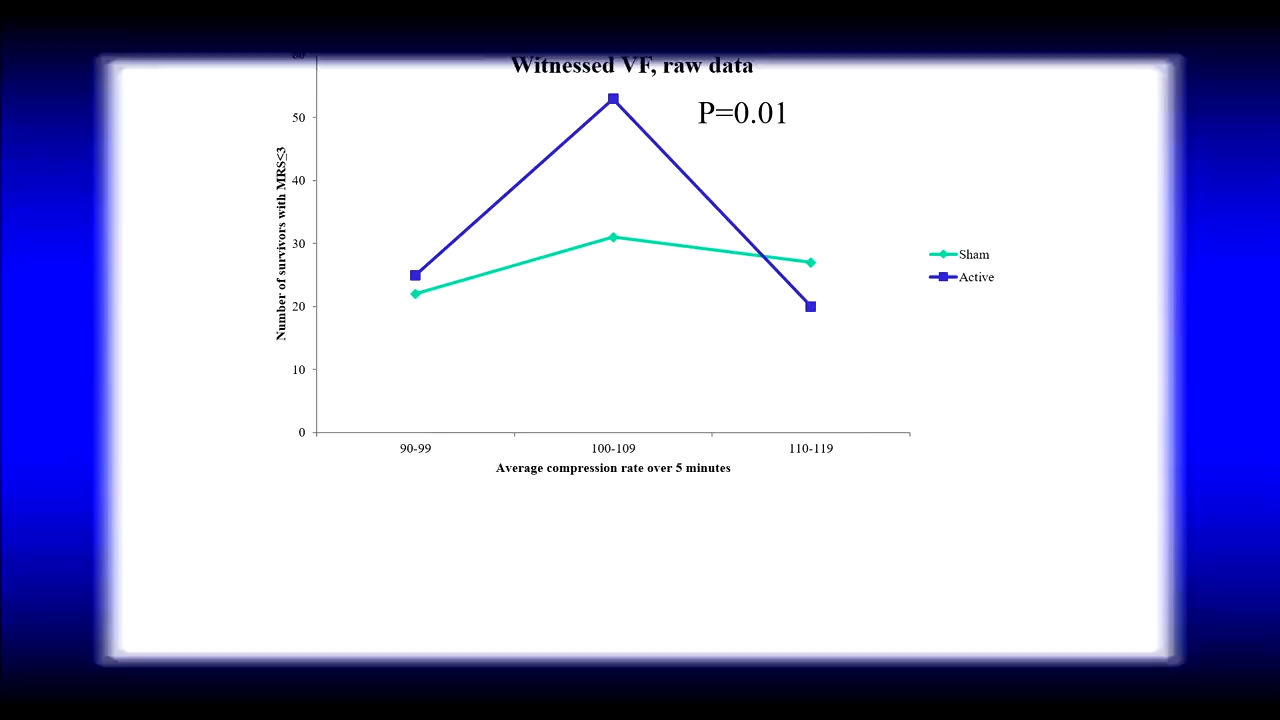 Witnessed VF, raw data
P=0.01
60
50
40
30
20
10
0
Number of survivors with MRS≤3
90-99
100-109
110-119
Average compression rate over 5 minutes
Sham
Active